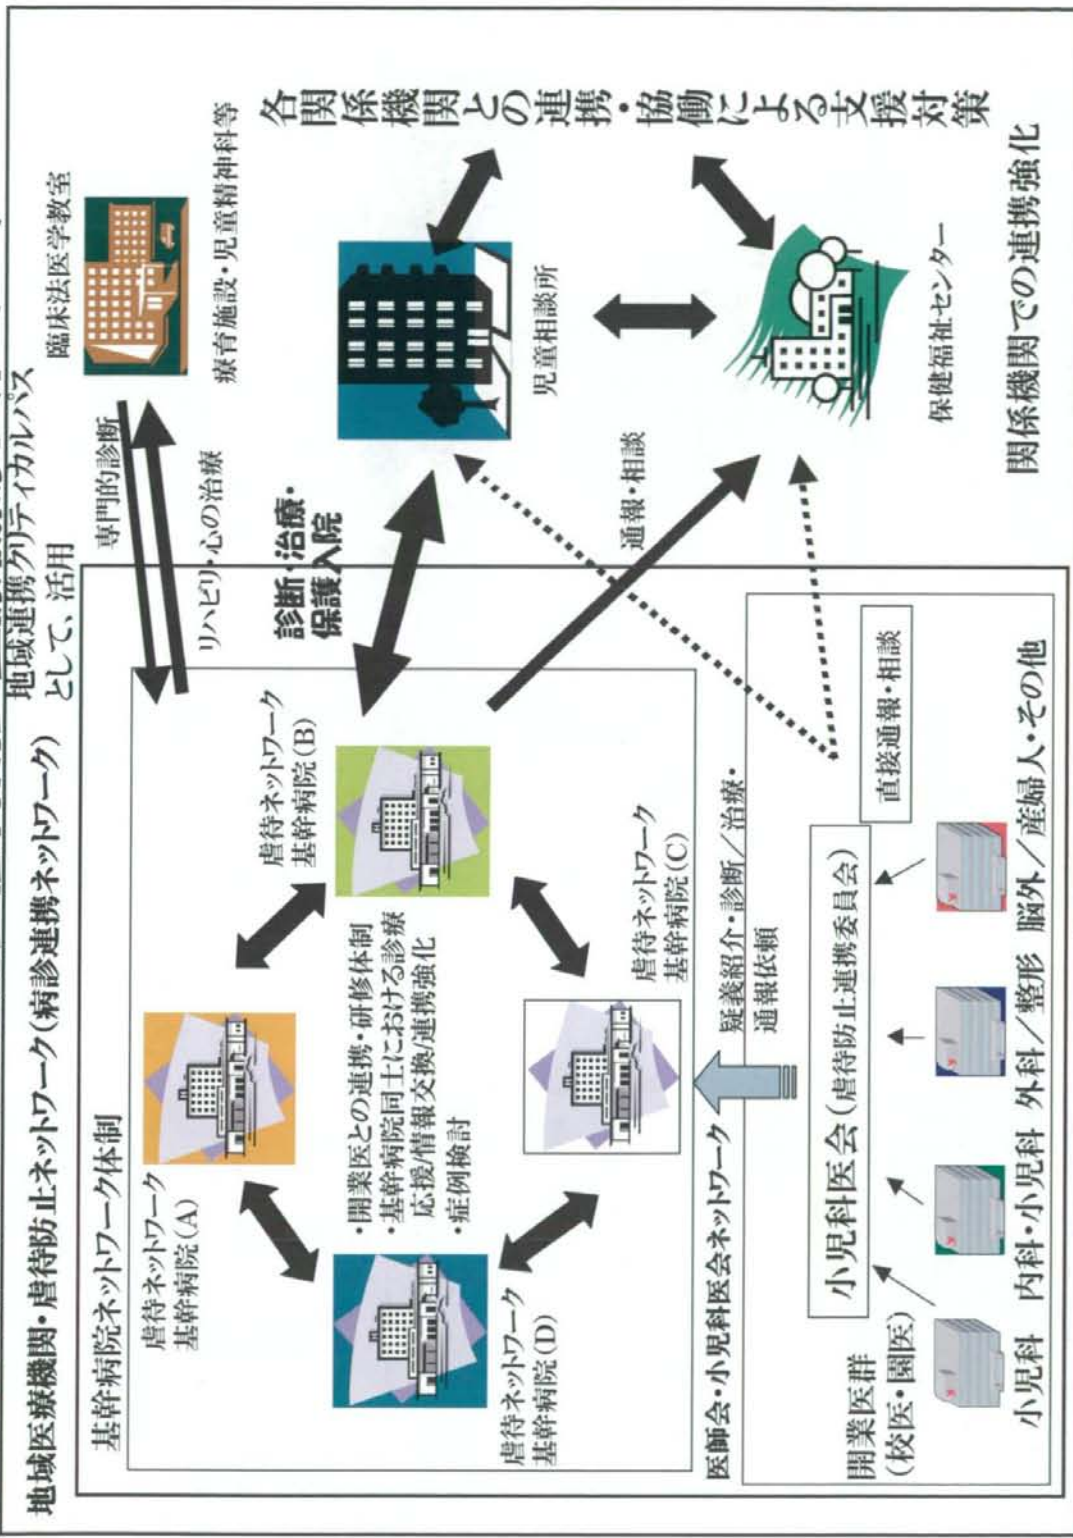 地域医療機関・虐待防止ネットワーク(病診連携ネットワーク)
地域連携クリティカルパス
として、活用
基幹病院ネットワーク体制
虐待ネットワーク
基幹病院(A)
虐待ネットワーク
基幹病院(B)
・開業医との連携・研修体制
・基幹病院同士における診療
応援/情報交換/連携強化
・症例検討
虐待ネットワーク
基幹病院(D)
虐待ネットワーク
基幹病院(C)
専門的診断
リハビリ・心の治療
臨床法医学教室
療育施設・児童精神科等
診断・治療・
保護入院
児童相談所
通報・相談
保健福祉センター
各関係機関との連携・協働による支援対策
関係機関での連携強化
医師会・小児科医会ネットワーク
疑義紹介・診断/治療・
通報依頼
開業医群
(校医・園医)
小児科医会(虐待防止連携委員会)
直接通報・相談
小児科
内科・小児科
外科/整形
脳外/産婦人・その他